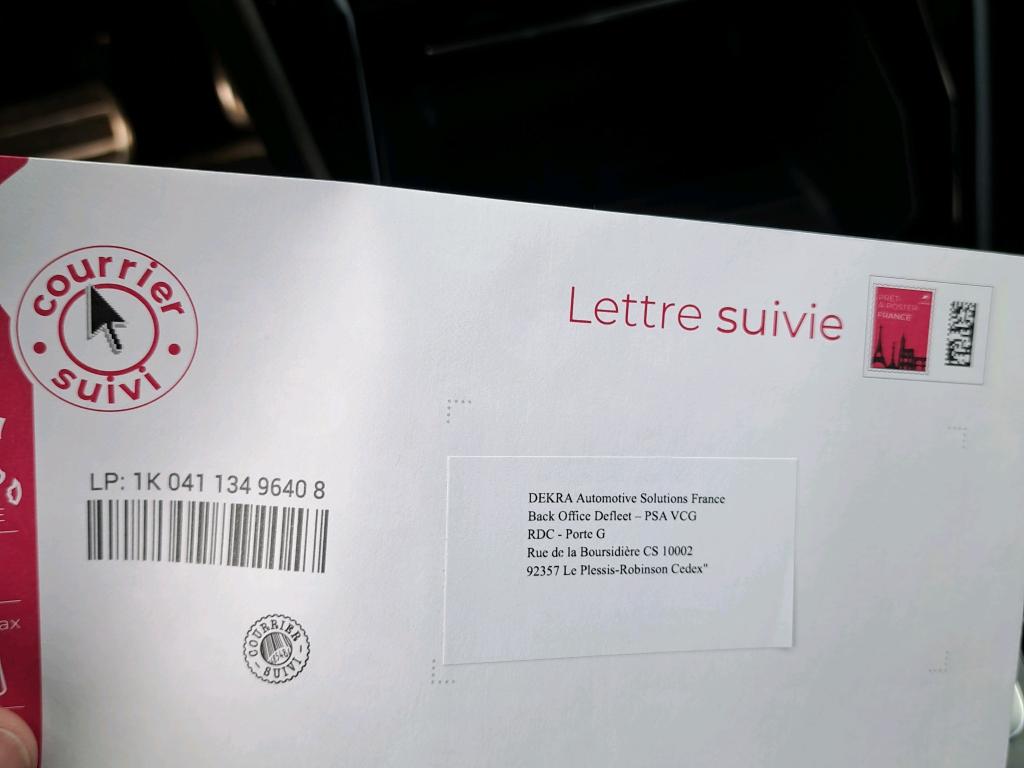 courrier
suivi
Lettre suivie
PRÊT-
À-POSTER
FRANCE
LP: 1K 041 134 9640 8
DEKRA Automotive Solutions France
Back Office Defleet – PSA VCG
RDC - Porte G
Rue de la Boursidière CS 10002
92357 Le Plessis-Robinson Cedex"
COURRIER
SUIVI
ax